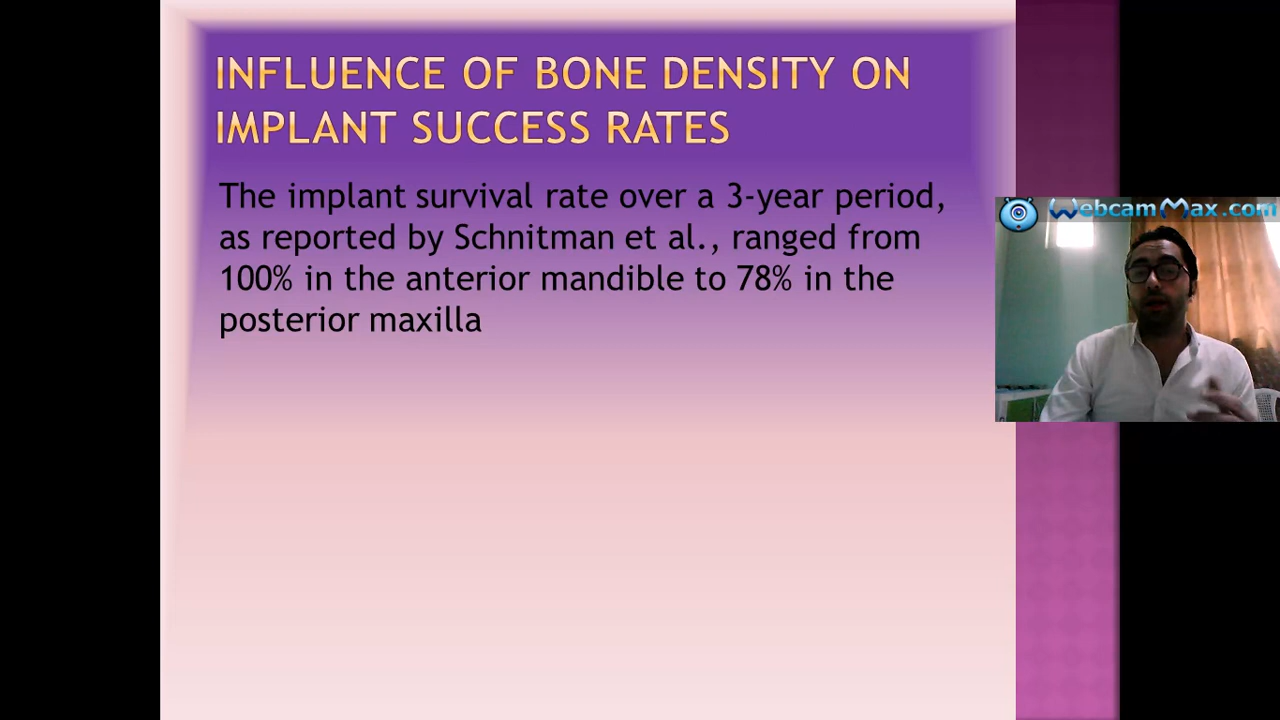 INFLUENCE OF BONE DENSITY ON
IMPLANT SUCCESS RATES
The implant survival rate over a 3-year period,
as reported by Schnitman et al., ranged from
100% in the anterior mandible to 78% in the
posterior maxilla
WebcamMax.com